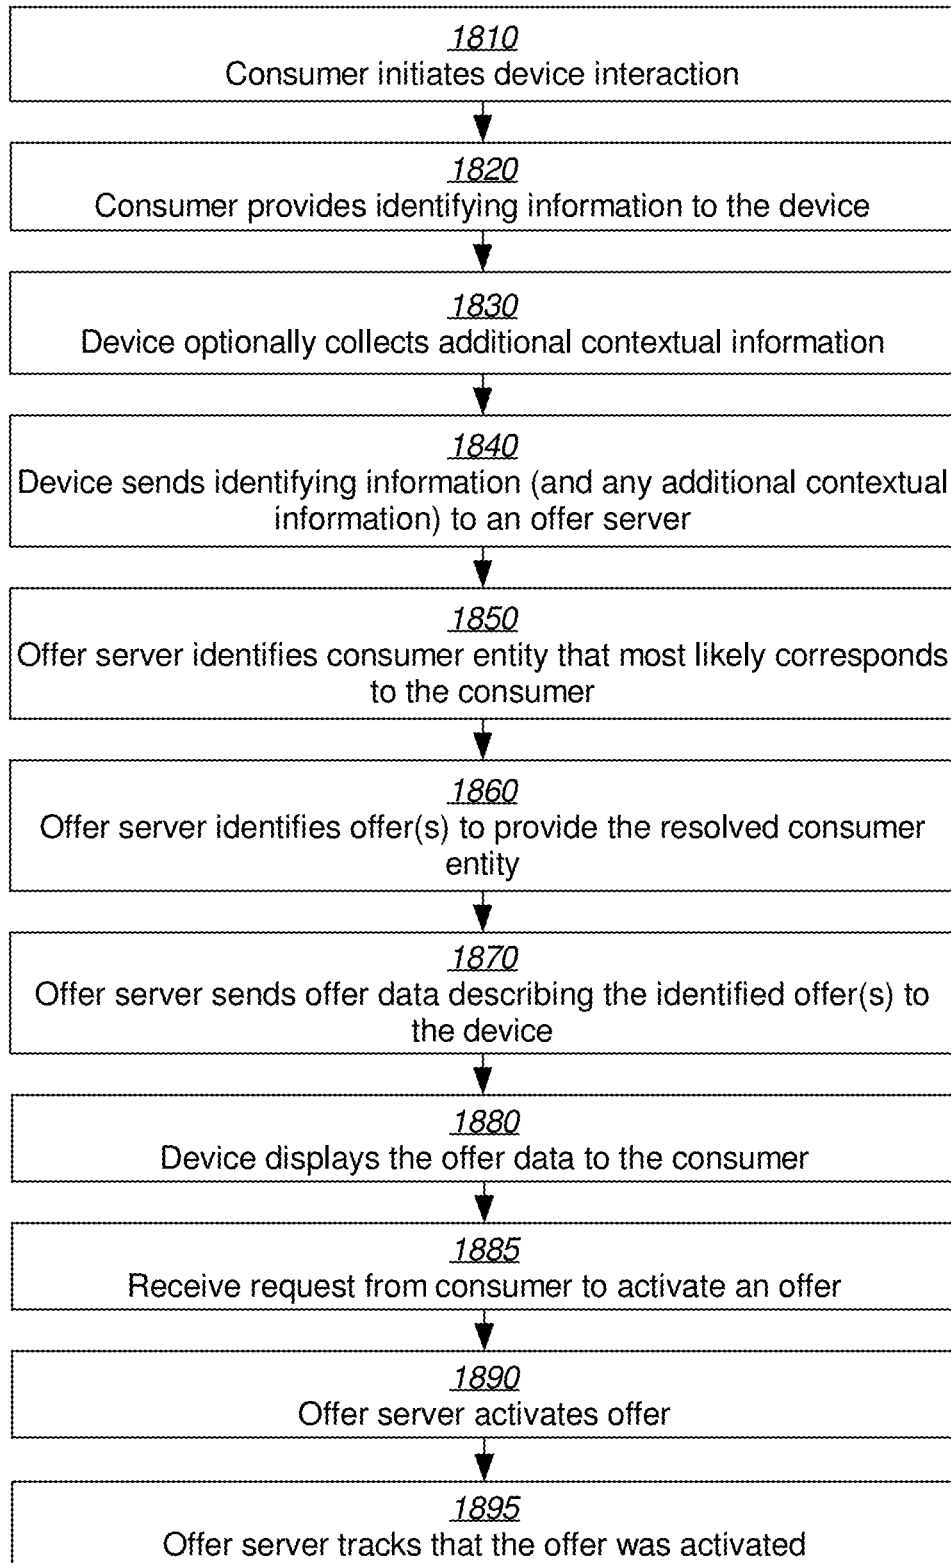 1810
Consumer initiates device interaction
1820
Consumer provides identifying information to the device
1830
Device optionally collects additional contextual information
1840
Device sends identifying information (and any additional contextual
information) to an offer server
1850
Offer server identifies consumer entity that most likely corresponds
to the consumer
1860
Offer server identifies offer(s) to provide the resolved consumer
entity
1870
Offer server sends offer data describing the identified offer(s) to
the device
1880
Device displays the offer data to the consumer
1885
Receive request from consumer to activate an offer
1890
Offer server activates offer
1895
Offer server tracks that the offer was activated